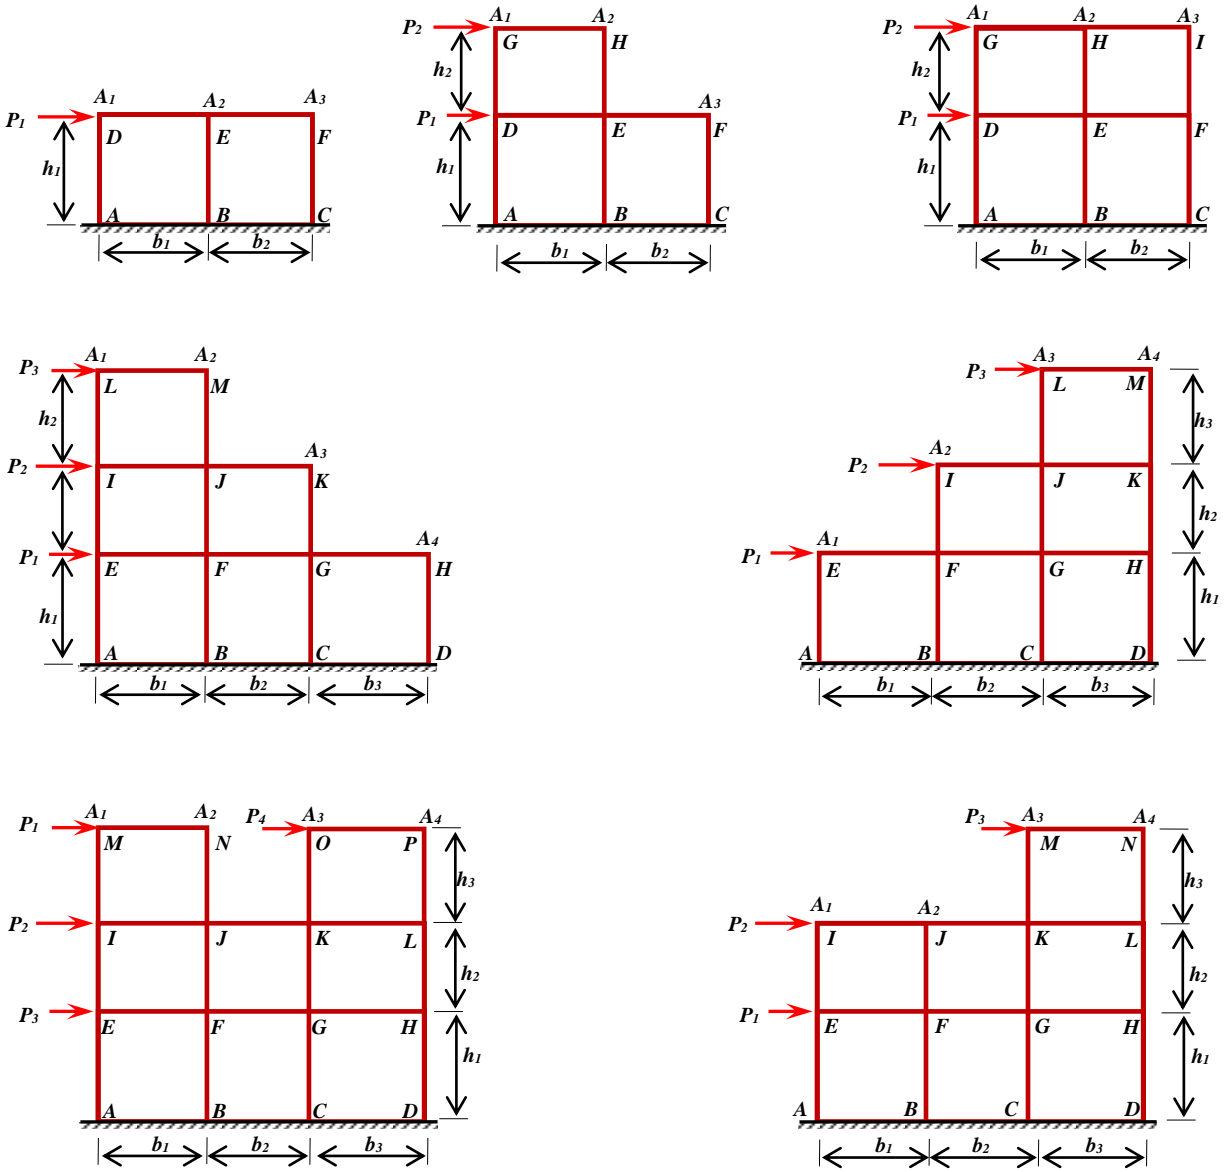 A1 A2 A3
P1
D E F
h1
A B C
b1 b2
A1 A2
P2
G H
h2
A3
P1
D E F
h1
A B C
b1 b2
A1 A2 A3
P2
G H I
h2
P1
D E F
h1
A B C
b1 b2
A1 A2
P3
L M
h2
A3
P2
I J K
A4
P1
E F G H
h1
A B C D
b1 b2 b3
A3 A4
P3
L M
h3
A2
P2
I J K
h2
A1
P1
E F G H
h1
A B C D
b1 b2 b3
A1 A2 P4 A3 A4
P1
M N O P
h3
P2
I J K L
h2
P3
E F G H
h1
A B C D
b1 b2 b3
A3 A4
P3
M N
h3
A1 A2
P2
I J K L
h2
P1
E F G H
h1
A B C D
b1 b2 b3